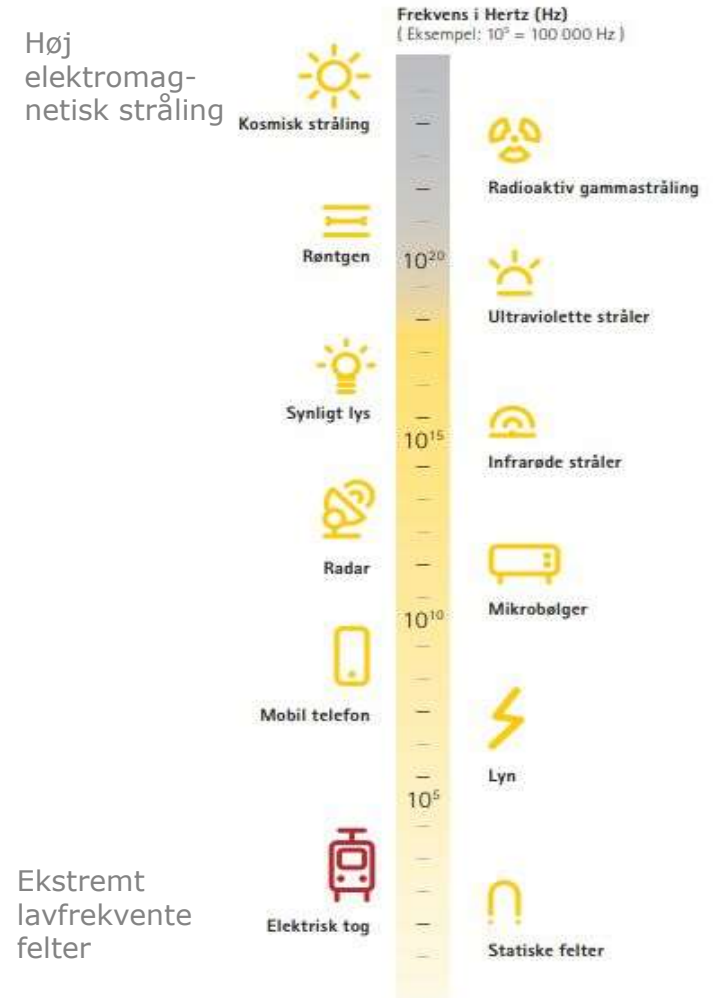 Frekvens i Hertz (Hz)
( Eksempel: 10⁵ = 100 000 Hz )
Høj
elektromag-
netisk stråling
Kosmisk stråling
Radioaktiv gammastråling
Røntgen
10²⁰
Ultraviolette stråler
Synligt lys
10¹⁵
Infrarøde stråler
Radar
Mikrobølger
10¹⁰
Mobil telefon
Lyn
10⁵
Ekstremt
lavfrekvente
felter
Elektrisk tog
Statiske felter